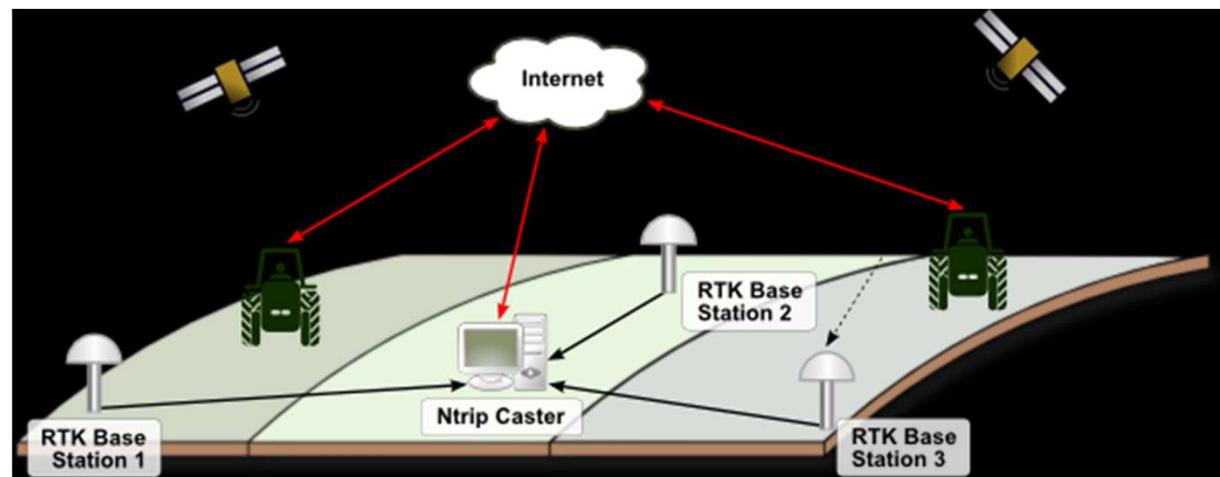 Internet
RTK Base
Station 2
Ntrip Caster
RTK Base
Station 1
RTK Base
Station 3